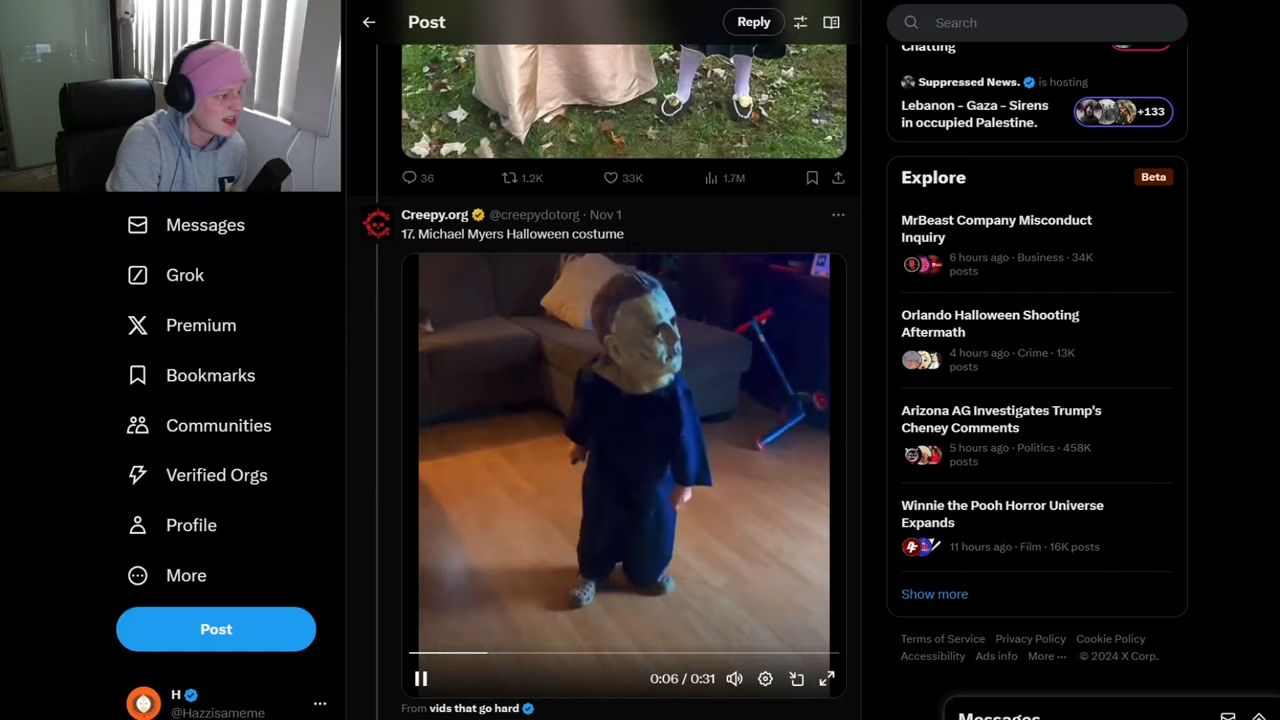 Post
Reply
Search
Chatting
Suppressed News. is hosting
Lebanon – Gaza – Sirens
in occupied Palestine.
+133
36
1.2K
33K
1.7M
Explore
Beta
Creepy.org @creepydotorg · Nov 1
17. Michael Myers Halloween costume
Messages
Grok
Premium
Bookmarks
Communities
Verified Orgs
Profile
More
Post
H
@Hazzisameme
MrBeast Company Misconduct
Inquiry
6 hours ago · Business · 34K
posts
Orlando Halloween Shooting
Aftermath
4 hours ago · Crime · 13K
posts
Arizona AG Investigates Trump's
Cheney Comments
5 hours ago · Politics · 458K
posts
Winnie the Pooh Horror Universe
Expands
11 hours ago · Film · 16K posts
Show more
Terms of Service Privacy Policy Cookie Policy
Accessibility Ads info More ··· © 2024 X Corp.
0:06 / 0:31
From vids that go hard
Messages